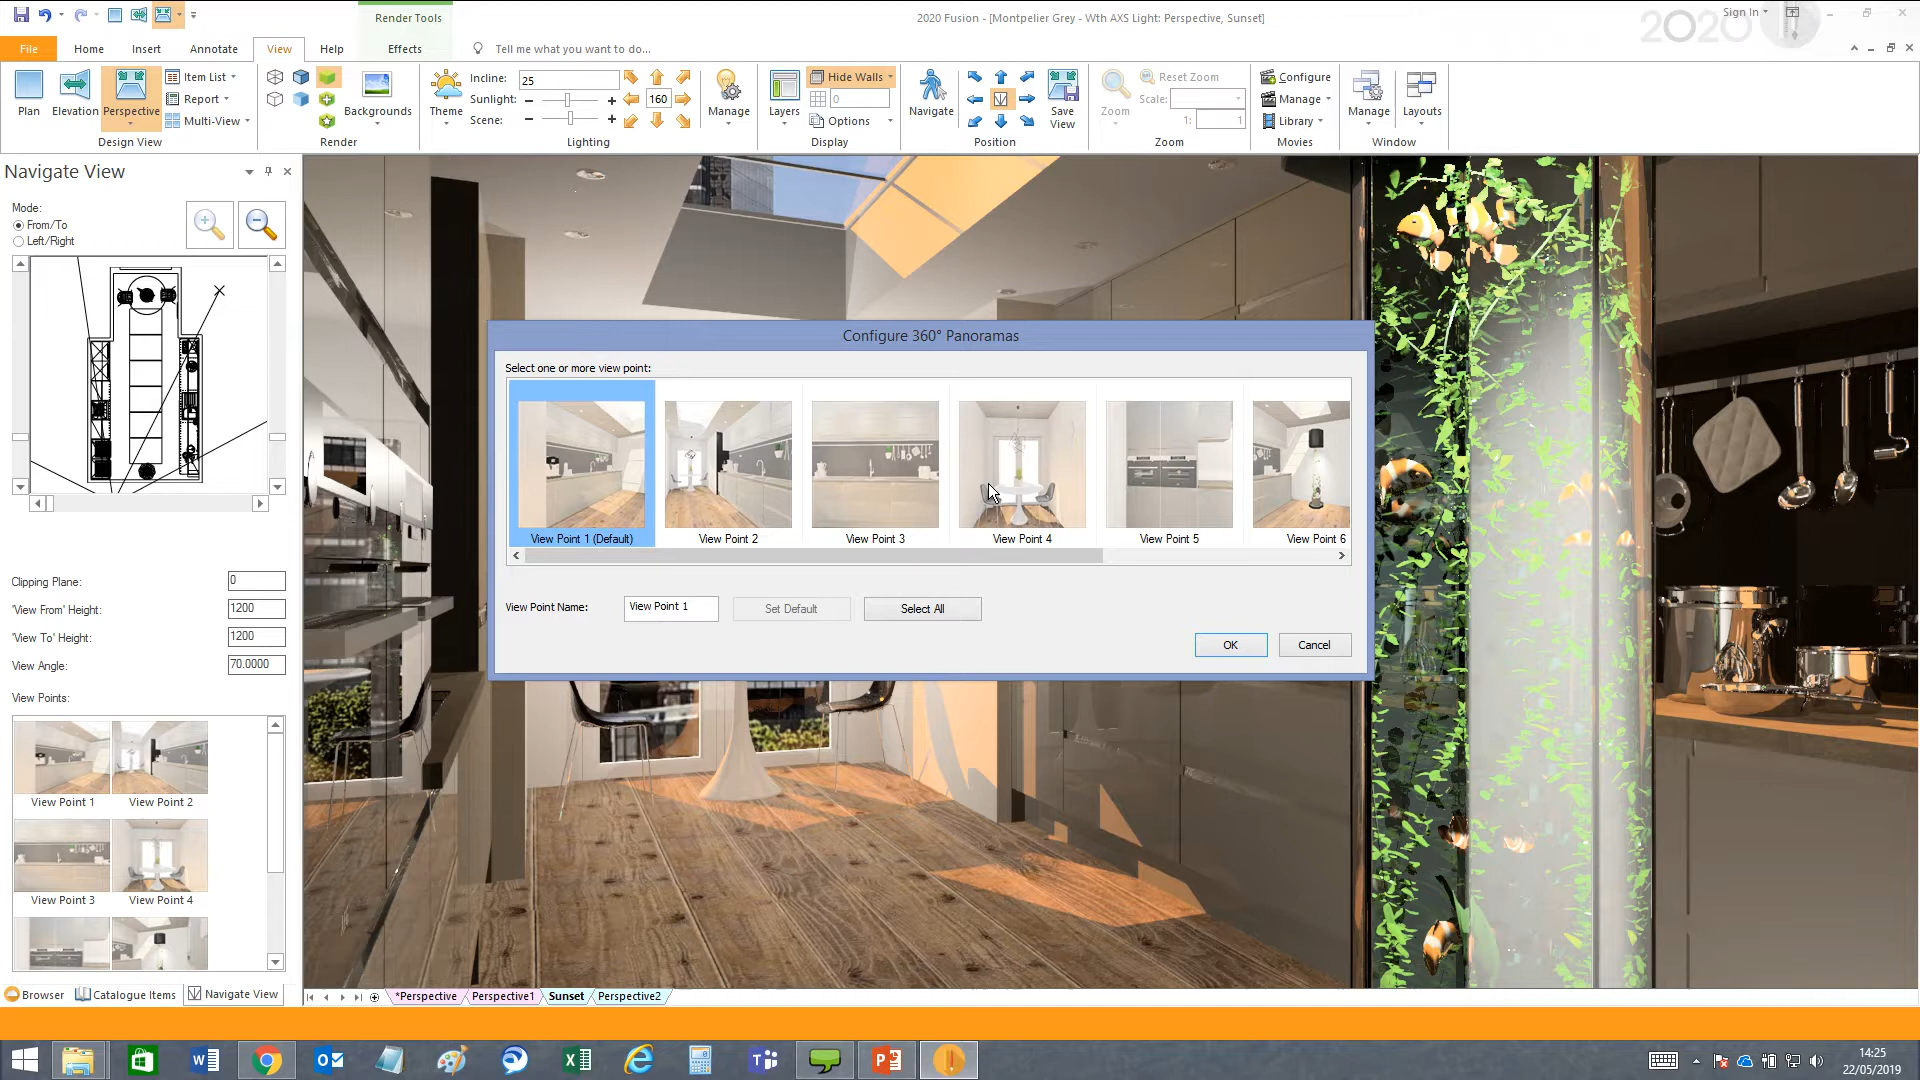 Render Tools
2020 Fusion - [Montpelier Grey - Wth AXS Light: Perspective, Sunset]
Sign In
2020
File
Home
Insert
Annotate
View
Help
Effects
Tell me what you want to do...
Plan
Elevation
Perspective
Item List
Report
Multi-View
Design View
Backgrounds
Render
Theme
Incline:
25
Sunlight:
Scene:
160
Manage
Lighting
Layers
Hide Walls
0
Options
Display
Navigate
Save
View
Position
Zoom
Reset Zoom
Scale:
1:
1
Zoom
Configure
Manage
Library
Movies
Manage
Layouts
Window
Navigate View
Mode:
From/To
Left/Right
Clipping Plane:
0
'View From' Height:
1200
'View To' Height:
1200
View Angle:
70.0000
View Points:
View Point 1
View Point 2
View Point 3
View Point 4
Configure 360° Panoramas
Select one or more view point:
View Point 1 (Default)
View Point 2
View Point 3
View Point 4
View Point 5
View Point 6
View Point Name:
View Point 1
Set Default
Select All
OK
Cancel
Browser
Catalogue Items
Navigate View
*Perspective
Perspective1
Sunset
Perspective2
14:25
22/05/2019